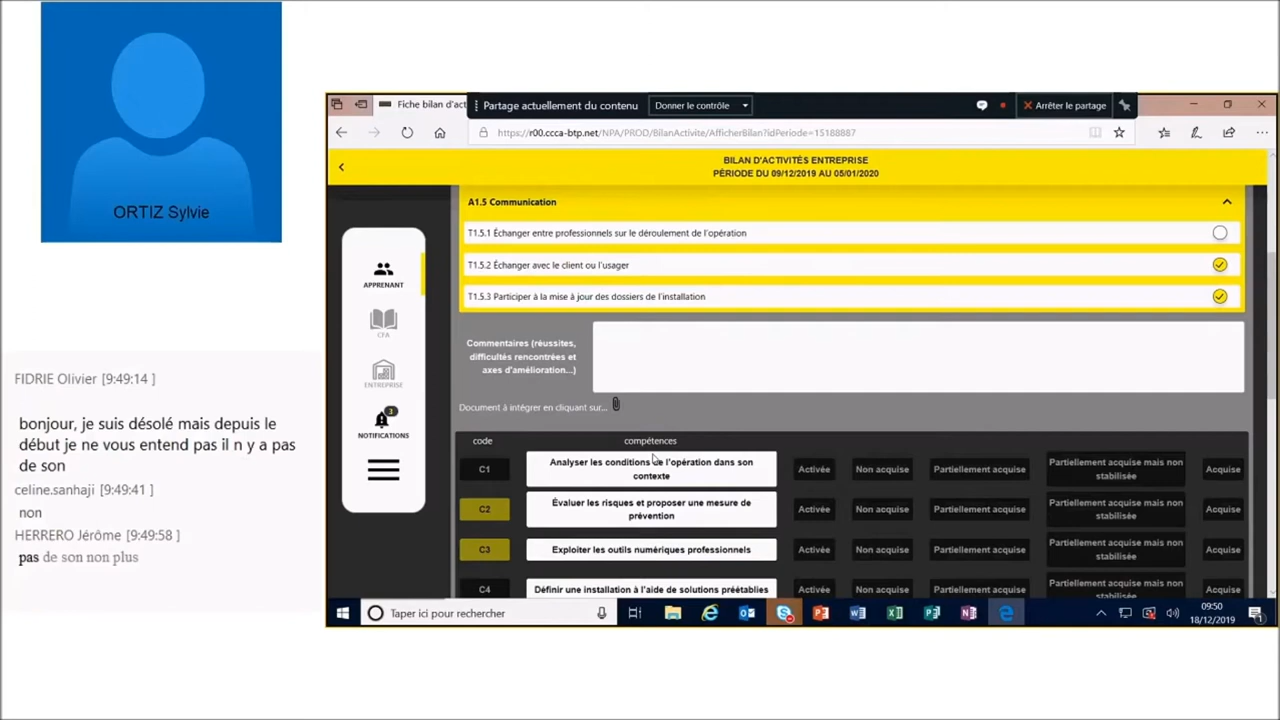 ORTIZ Sylvie
FIDRIE Olivier [9:49:14 ]
bonjour, je suis désolé mais depuis le
début je ne vous entend pas il n y a pas
de son
celine.sanhaji [9:49:41 ]
non
HERRERO Jérôme [9:49:58 ]
pas de son non plus
Fiche bilan d'act
Partage actuellement du contenu
Donner le contrôle
Arrêter le partage
https://r00.ccca-btp.net/NPA/PROD/BilanActivite/AfficherBilan?idPeriode=15188887
BILAN D'ACTIVITÉS ENTREPRISE
PÉRIODE DU 09/12/2019 AU 05/01/2020
APPRENANT
CFA
ENTREPRISE
3
NOTIFICATIONS
A1.5 Communication
T1.5.1 Échanger entre professionnels sur le déroulement de l'opération
T1.5.2 Échanger avec le client ou l'usager
T1.5.3 Participer à la mise à jour des dossiers de l'installation
Commentaires (réussites,
difficultés rencontrées et
axes d'amélioration...)
Document à intégrer en cliquant sur...
code compétences
C1 Analyser les conditions de l'opération dans son
contexte Activée Non acquise Partiellement acquise Partiellement acquise mais non
stabilisée Acquise
C2 Évaluer les risques et proposer une mesure de
prévention Activée Non acquise Partiellement acquise Partiellement acquise mais non
stabilisée Acquise
C3 Exploiter les outils numériques professionnels Activée Non acquise Partiellement acquise Partiellement acquise mais non
stabilisée Acquise
C4 Définir une installation à l'aide de solutions préétablies Activée Non acquise Partiellement acquise Partiellement acquise mais non
stabilisée Acquise
Taper ici pour rechercher
09:50
18/12/2019
1